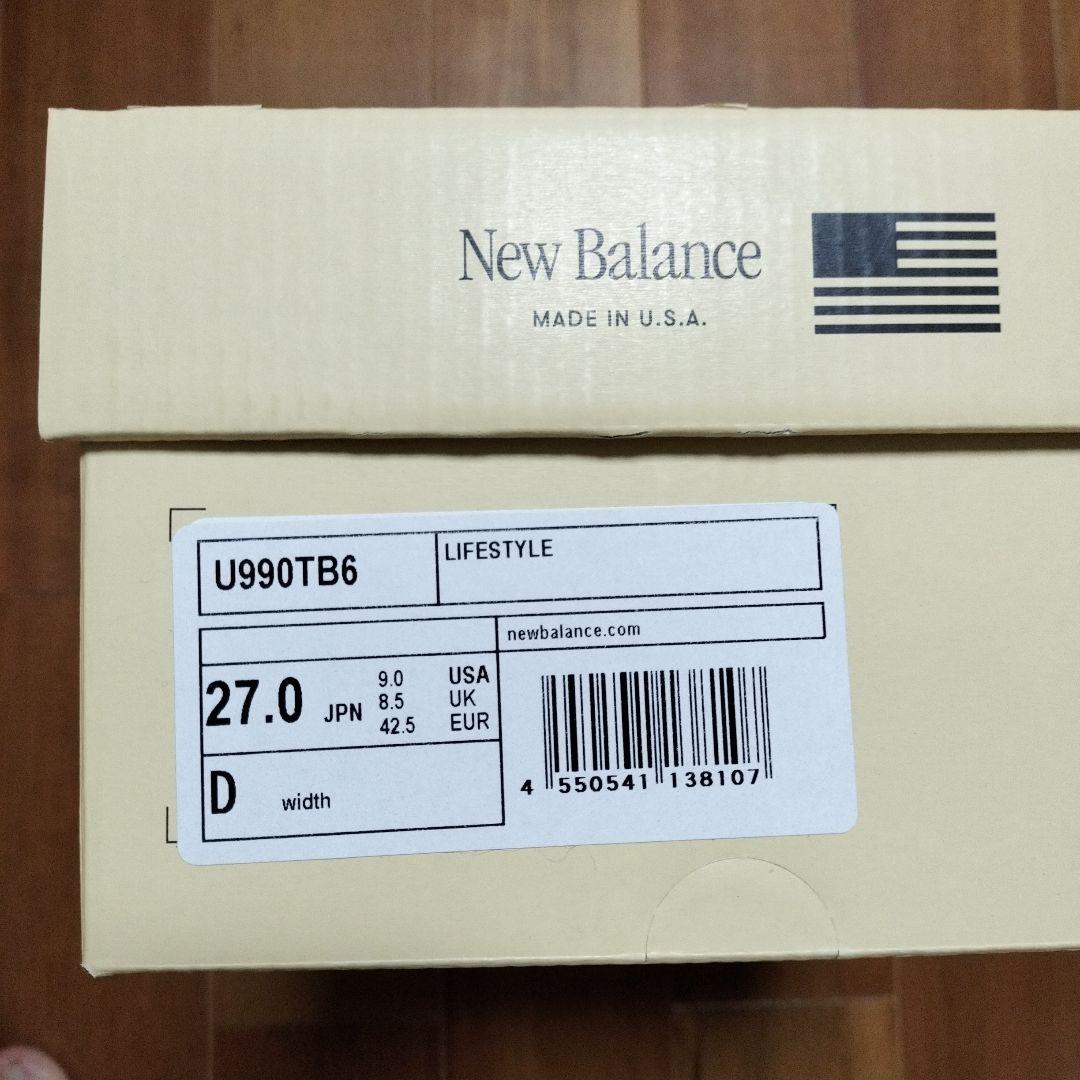 New Balance
MADE IN U.S.A.
U990TB6
LIFESTYLE
newbalance.com
27.0 JPN
9.0 USA
8.5 UK
42.5 EUR
D width
4 550541 138107